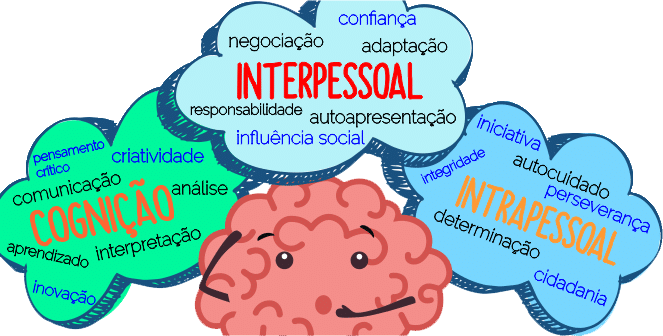 confiança
negociação
adaptação
INTERPESSOAL
responsabilidade
autoapresentação
influência social
pensamento
crítico
criatividade
comunicação
análise
COGNIÇÃO
aprendizado
interpretação
inovação
iniciativa
integridade
autocuidado
perseverança
INTRAPESSOAL
determinação
cidadania